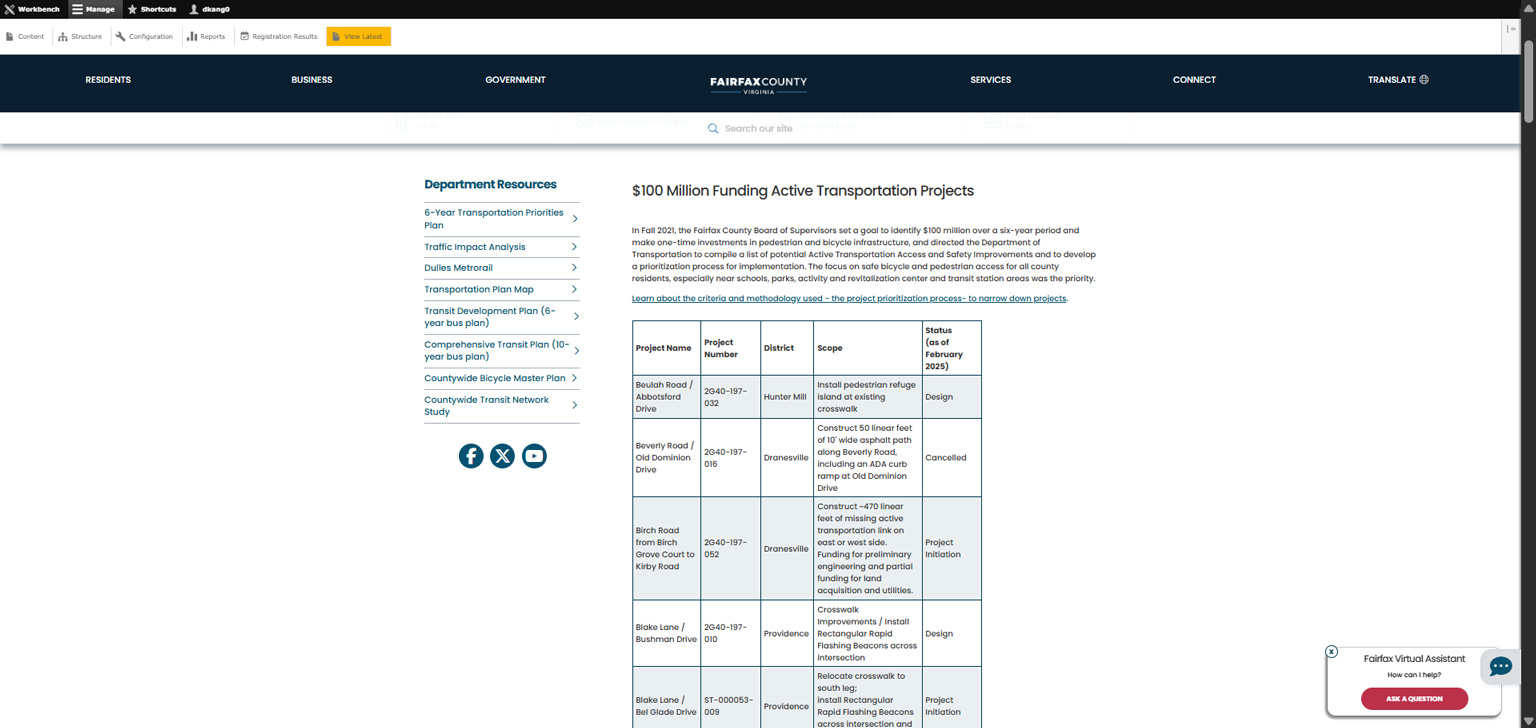 Workbench Manage Shortcuts dkang0
Content Structure Configuration Reports Registration Results View Latest
RESIDENTS BUSINESS GOVERNMENT FAIRFAXCOUNTY SERVICES CONNECT TRANSLATE
VIRGINIA
Search our site
Department Resources
6-Year Transportation Priorities
Plan
Traffic Impact Analysis
Dulles Metrorail
Transportation Plan Map
Transit Development Plan (6-
year bus plan)
Comprehensive Transit Plan (10-
year bus plan)
Countywide Bicycle Master Plan
Countywide Transit Network
Study
$100 Million Funding Active Transportation Projects
In Fall 2021, the Fairfax County Board of Supervisors set a goal to identify $100 million over a six-year period and
make one-time investments in pedestrian and bicycle infrastructure, and directed the Department of
Transportation to compile a list of potential Active Transportation Access and Safety Improvements and to develop
a prioritization process for implementation. The focus on safe bicycle and pedestrian access for all county
residents, especially near schools, parks, activity and revitalization center and transit station areas was the priority.
Learn about the criteria and methodology used - the project prioritization process- to narrow down projects.
Project Name
Project
Number
District
Scope
Status
(as of
February
2025)
Beulah Road /
Abbotsford
Drive
2G40-197-
032
Hunter Mill
Install pedestrian refuge
island at existing
crosswalk
Design
Beverly Road /
Old Dominion
Drive
2G40-197-
016
Dranesville
Construct 50 linear feet
of 10' wide asphalt path
along Beverly Road,
including an ADA curb
ramp at Old Dominion
Drive
Cancelled
Birch Road
from Birch
Grove Court to
Kirby Road
2G40-197-
052
Dranesville
Construct ~470 linear
feet of missing active
transportation link on
east or west side.
Funding for preliminary
engineering and partial
funding for land
acquisition and utilities.
Project
Initiation
Blake Lane /
Bushman Drive
2G40-197-
010
Providence
Crosswalk
Improvements / Install
Rectangular Rapid
Flashing Beacons across
intersection
Design
Blake Lane /
Bel Glade Drive
ST-000053-
009
Providence
Relocate crosswalk to
south leg;
install Rectangular
Rapid Flashing Beacons
across intersection and
Project
Initiation
x
Fairfax Virtual Assistant
How can I help?
ASK A QUESTION